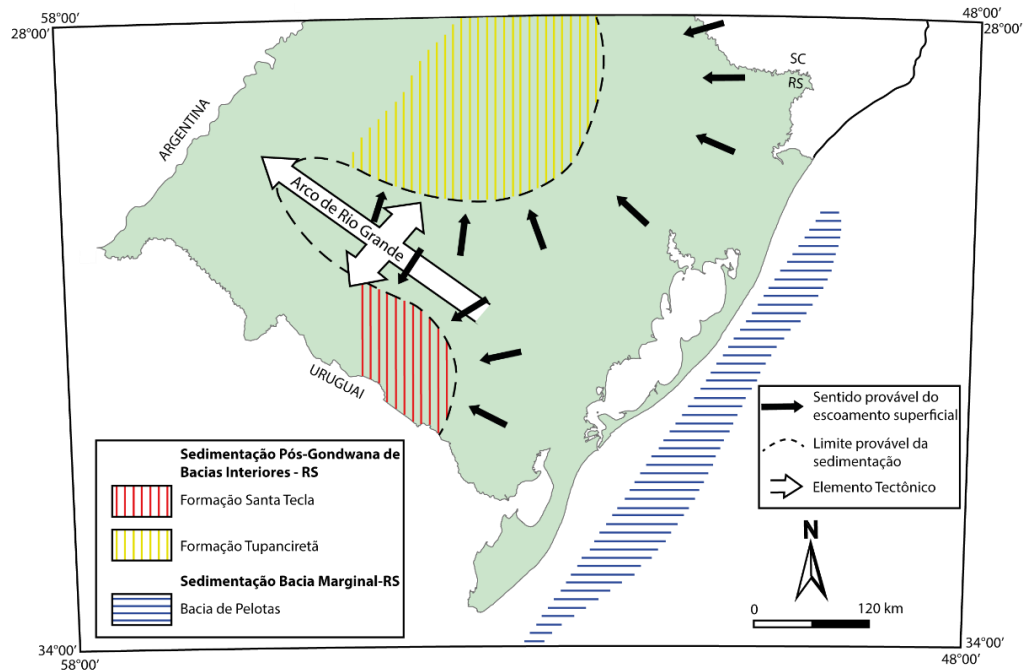 58°00′
48°00′
28°00′
28°00′
SC
RS
ARGENTINA
Arco de Rio Grande
URUGUAI
Sentido provável do
escoamento superficial
Limite provável da
sedimentação
Elemento Tectônico
Sedimentação Pós-Gondwana de
Bacias Interiores - RS
Formação Santa Tecla
Formação Tupanciretã
Sedimentação Bacia Marginal-RS
Bacia de Pelotas
N
0 120 km
34°00′
34°00′
58°00′
48°00′